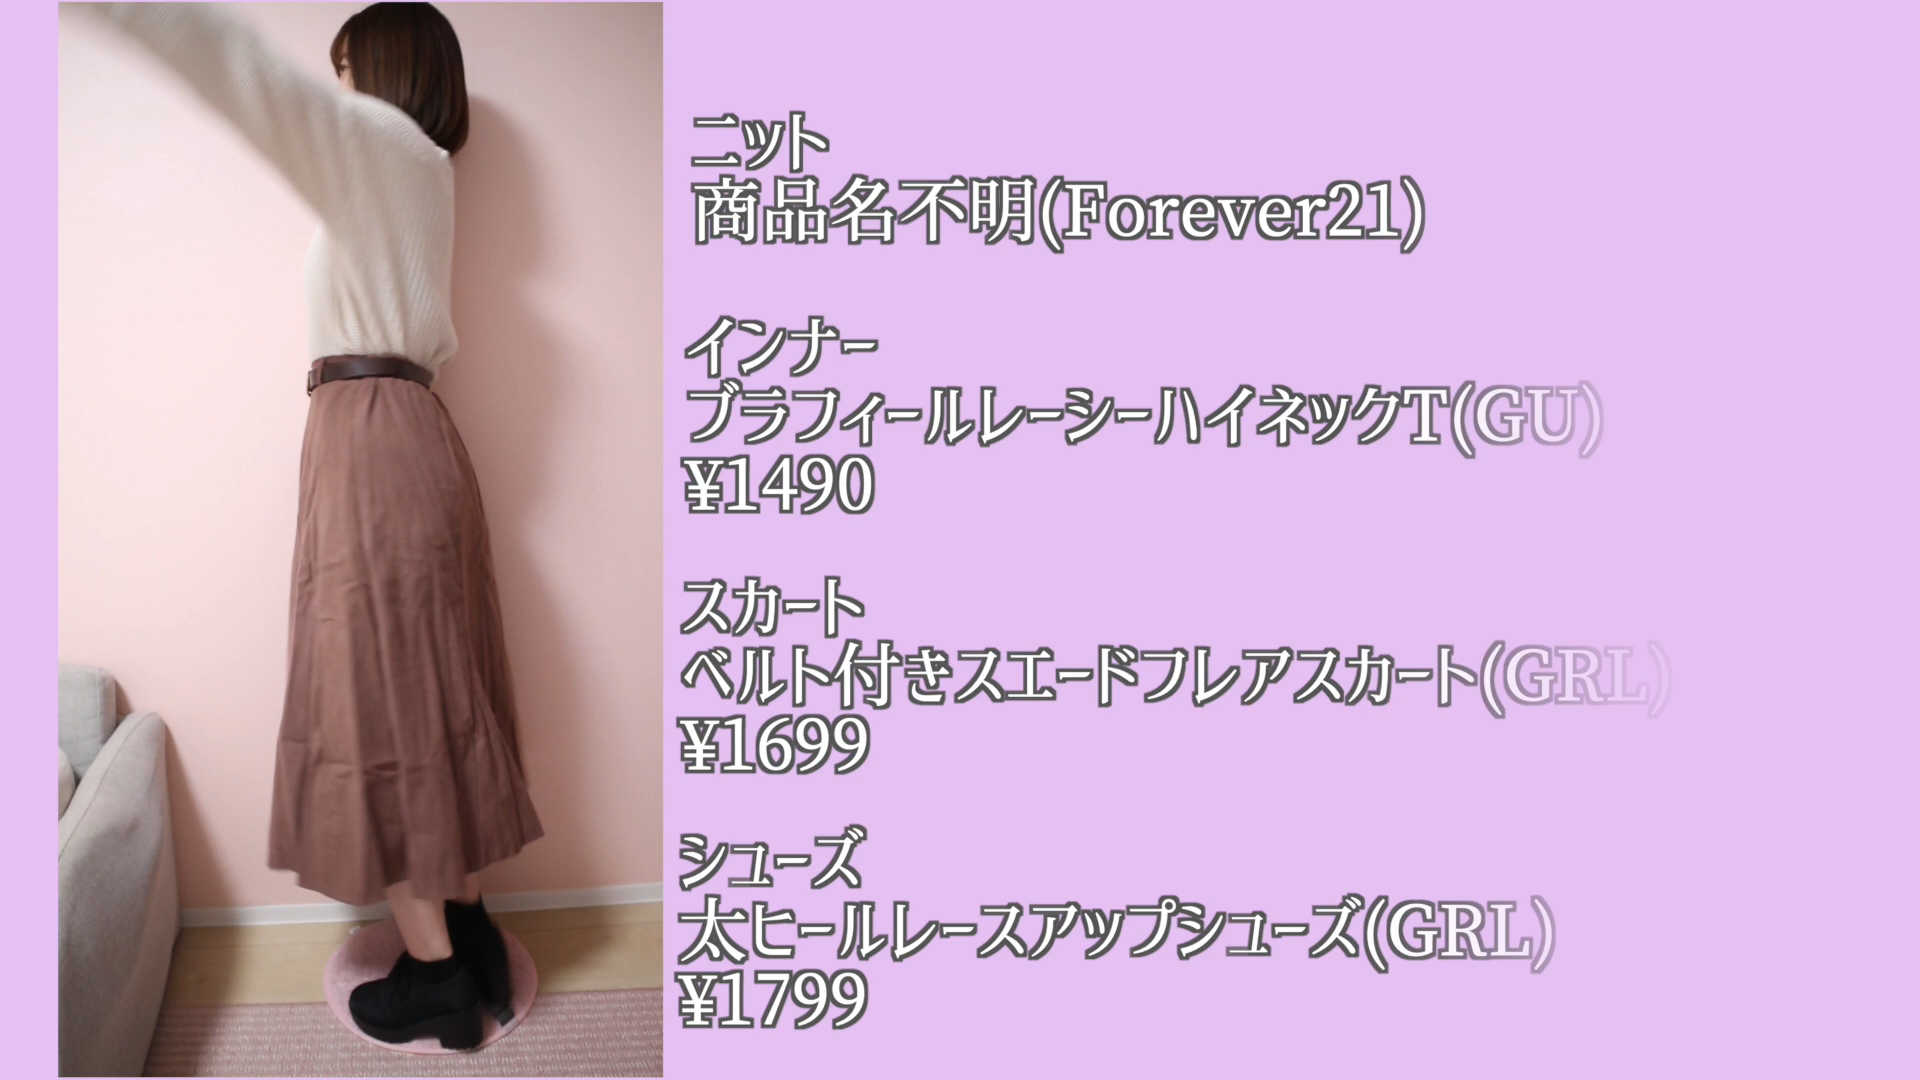 ニット
商品名不明(Forever21)
インナー
ブラフィールレーシーハイネックT(GU)
¥1490
スカート
ベルト付きスエードフレアスカート(GRL)
¥1699
シューズ
太ヒールレースアップシューズ(GRL)
¥1799